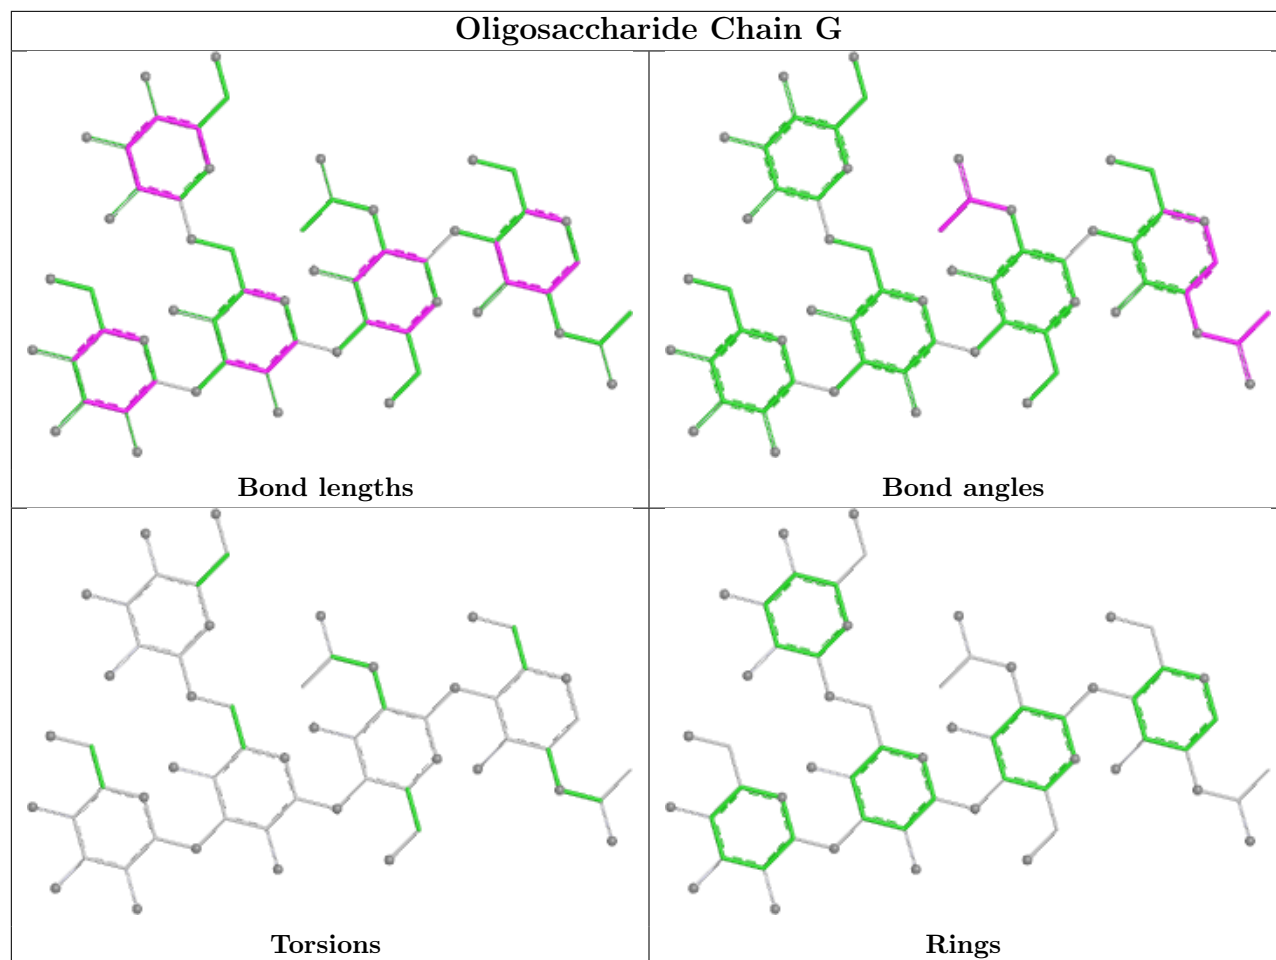 Oligosaccharide Chain G
Bond lengths
Bond angles
Torsions
Rings